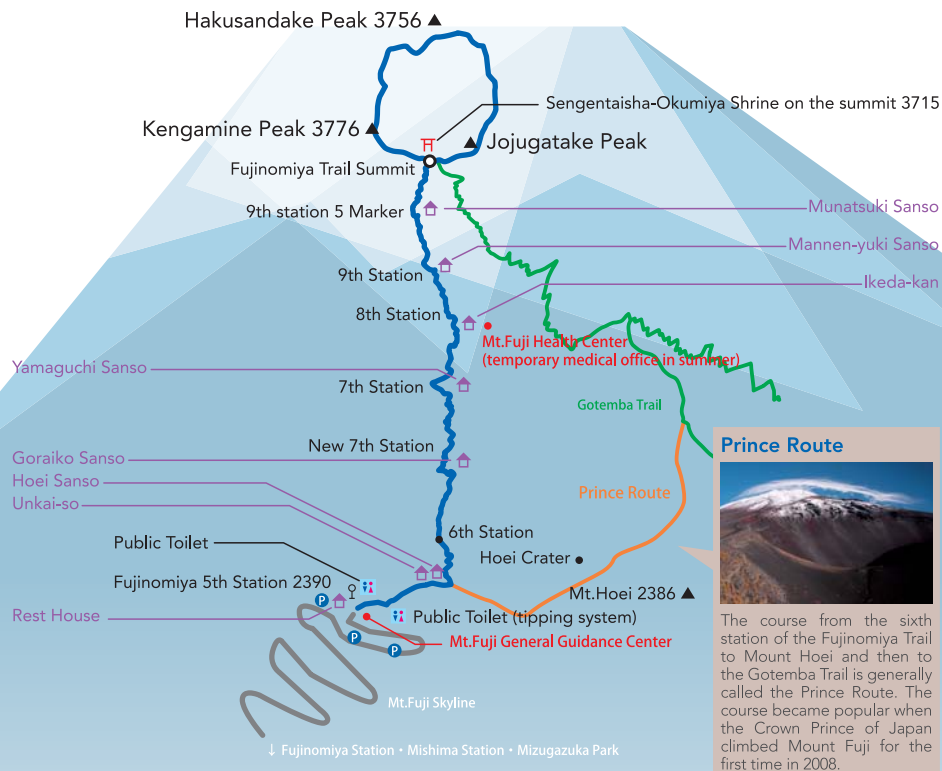 Hakusandake Peak 3756
Sengentaisha-Okumiya Shrine on the summit 3715
Kengamine Peak 3776
Jojugatake Peak
Fujinomiya Trail Summit
9th station 5 Marker
Munatsuki Sanso
Mannen-yuki Sanso
9th Station
Ikeda-kan
8th Station
Mt.Fuji Health Center
(temporary medical office in summer)
Yamaguchi Sanso
7th Station
Gotemba Trail
New 7th Station
Goraiko Sanso
Hoei Sanso
Unkai-so
Prince Route
6th Station
Public Toilet
Hoei Crater
Fujinomiya 5th Station 2390
Mt.Hoei 2386
Rest House
P
Public Toilet (tipping system)
P
P
Mt.Fuji General Guidance Center
Mt.Fuji Skyline
↓ Fujinomiya Station・Mishima Station・Mizugazuka Park
Prince Route
The course from the sixth
station of the Fujinomiya Trail
to Mount Hoei and then to
the Gotemba Trail is generally
called the Prince Route. The
course became popular when
the Crown Prince of Japan
climbed Mount Fuji for the
first time in 2008.